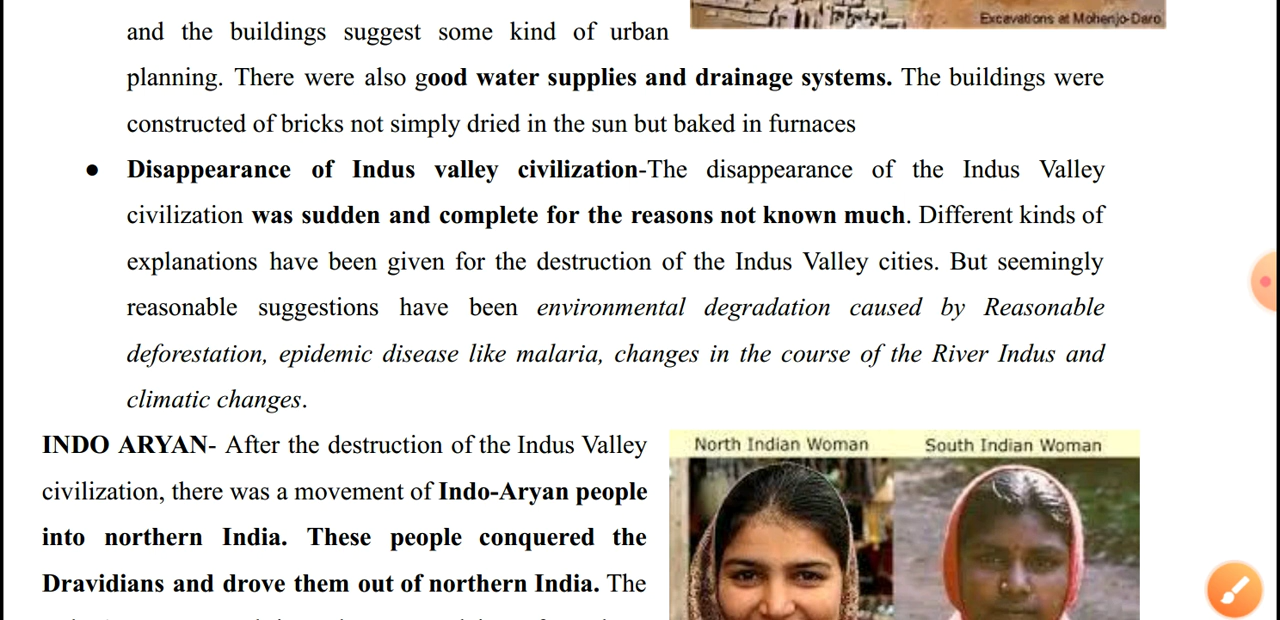 Excavations at Mohenjo-Daro
and the buildings suggest some kind of urban
planning. There were also good water supplies and drainage systems. The buildings were
constructed of bricks not simply dried in the sun but baked in furnaces
● Disappearance of Indus valley civilization-The disappearance of the Indus Valley
civilization was sudden and complete for the reasons not known much. Different kinds of
explanations have been given for the destruction of the Indus Valley cities. But seemingly
reasonable suggestions have been environmental degradation caused by Reasonable
deforestation, epidemic disease like malaria, changes in the course of the River Indus and
climatic changes.
INDO ARYAN- After the destruction of the Indus Valley
civilization, there was a movement of Indo-Aryan people
into northern India. These people conquered the
Dravidians and drove them out of northern India. The
North Indian Woman South Indian Woman